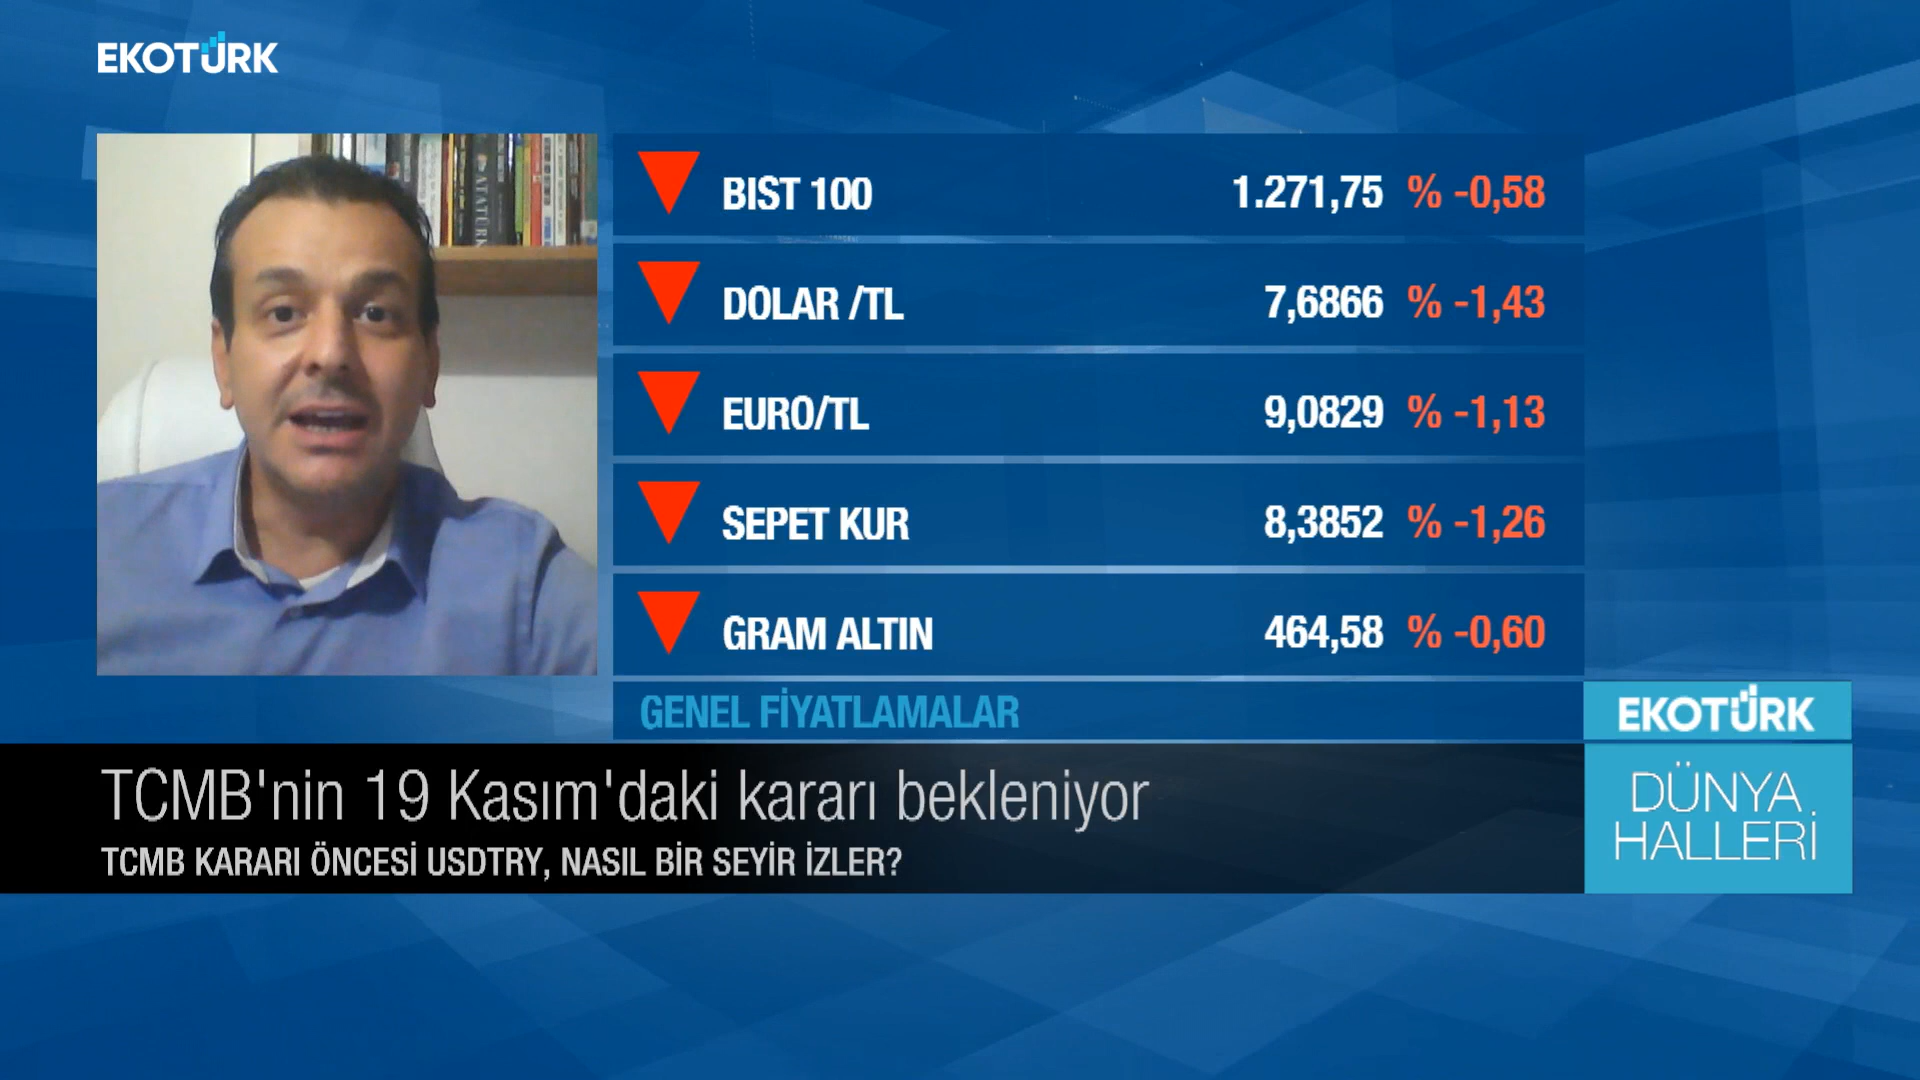 EKOTÜRK
ATATÜRK
BIST 100 1.271,75 % -0,58
DOLAR /TL 7,6866 % -1,43
EURO/TL 9,0829 % -1,13
SEPET KUR 8,3852 % -1,26
GRAM ALTIN 464,58 % -0,60
GENEL FİYATLAMALAR
EKOTÜRK
TCMB'nin 19 Kasım'daki kararı bekleniyor
TCMB KARARI ÖNCESİ USDTRY, NASIL BİR SEYİR İZLER?
DÜNYA
HALLERİ